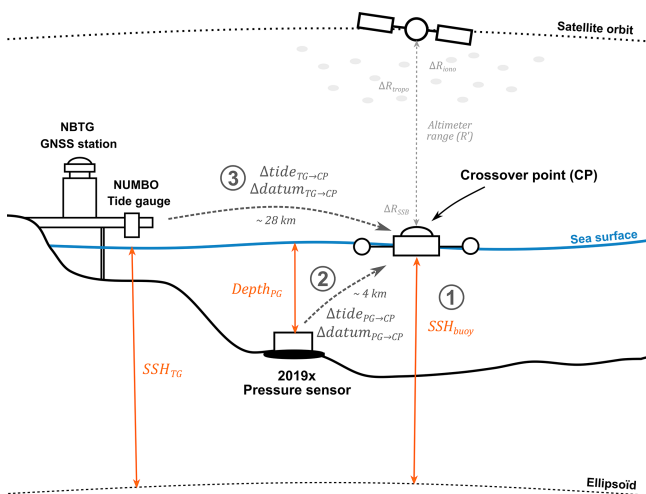 Satellite orbit
ΔR_iono
ΔR_tropo
Altimeter
range (R')
NBTG
GNSS station
NUMBO
Tide gauge
3
Δtide_TG→CP
Δdatum_TG→CP
~ 28 km
ΔR_SSB
Crossover point (CP)
Sea surface
Depth_PG
2
~ 4 km
Δtide_PG→CP
Δdatum_PG→CP
1
SSH_buoy
SSH_TG
2019x
Pressure sensor
Ellipsoïd